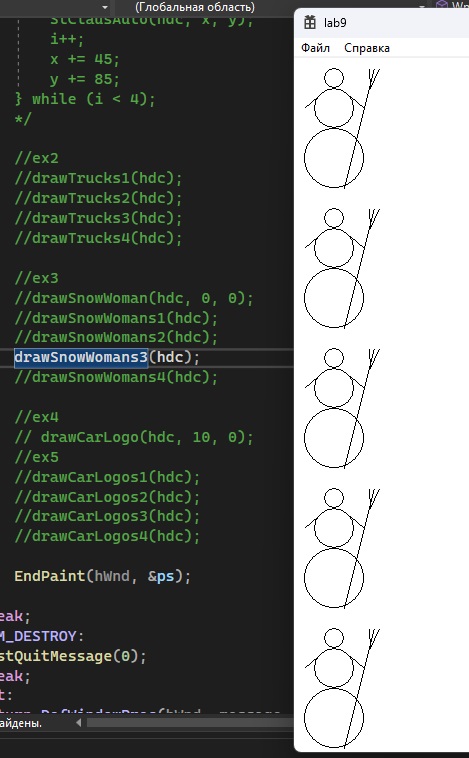 (Глобальная область)
StClausAuto(hdc, x, y);
i++;
x += 45;
y += 85;
} while (i < 4);
*/
//ex2
//drawTrucks1(hdc);
//drawTrucks2(hdc);
//drawTrucks3(hdc);
//drawTrucks4(hdc);
//ex3
//drawSnowWoman(hdc, 0, 0);
//drawSnowWomans1(hdc);
//drawSnowWomans2(hdc);
drawSnowWomans3(hdc);
//drawSnowWomans4(hdc);
//ex4
// drawCarLogo(hdc, 10, 0);
//ex5
//drawCarLogos1(hdc);
//drawCarLogos2(hdc);
//drawCarLogos3(hdc);
//drawCarLogos4(hdc);
EndPaint(hWnd, &ps);
eak;
M_DESTROY:
stQuitMessage(0);
eak;
t:
айдены.
lab9
Файл Справка